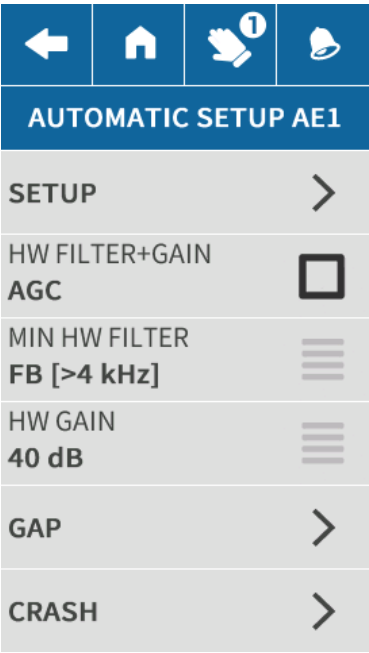 1
AUTOMATIC SETUP AE1
SETUP
HW FILTER+GAIN
AGC
MIN HW FILTER
FB [>4 kHz]
HW GAIN
40 dB
GAP
CRASH